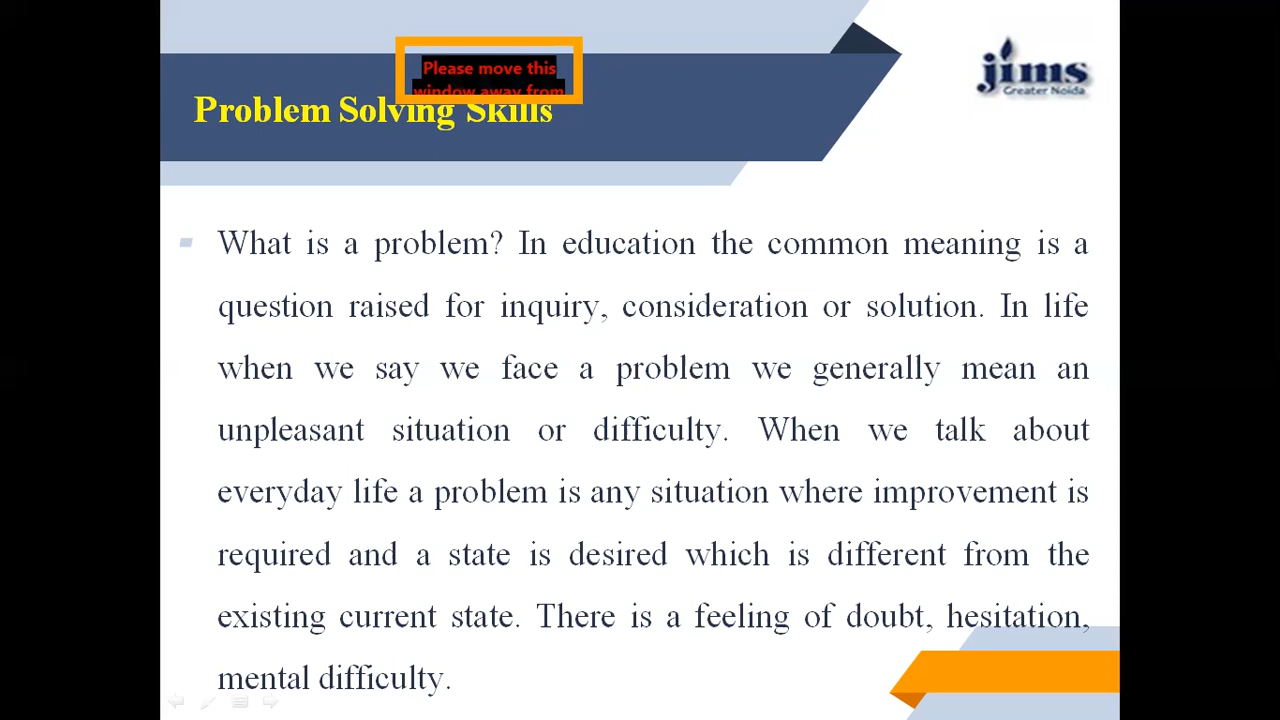 Please move this
window away from
jims
Greater Noida
Problem Solving Skills
What is a problem? In education the common meaning is a
question raised for inquiry, consideration or solution. In life
when we say we face a problem we generally mean an
unpleasant situation or difficulty. When we talk about
everyday life a problem is any situation where improvement is
required and a state is desired which is different from the
existing current state. There is a feeling of doubt, hesitation,
mental difficulty.